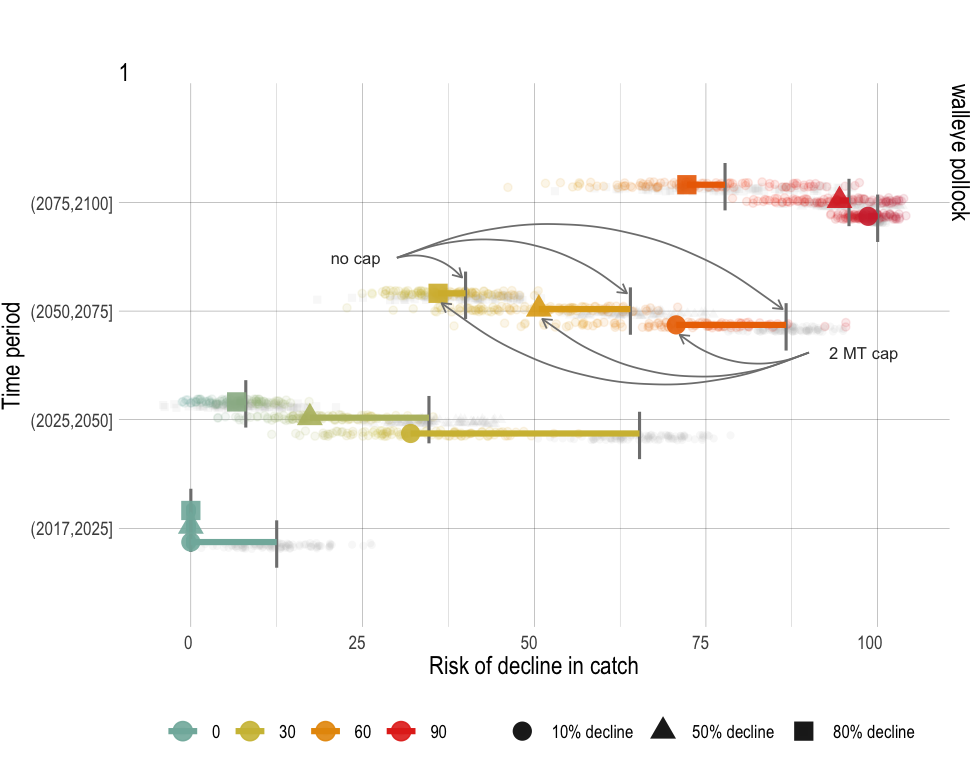 1
walleye pollock
(2075,2100]
no cap
(2050,2075]
2 MT cap
Time period
(2025,2050]
(2017,2025]
0 25 50 75 100
Risk of decline in catch
0 30 60 90 10% decline 50% decline 80% decline